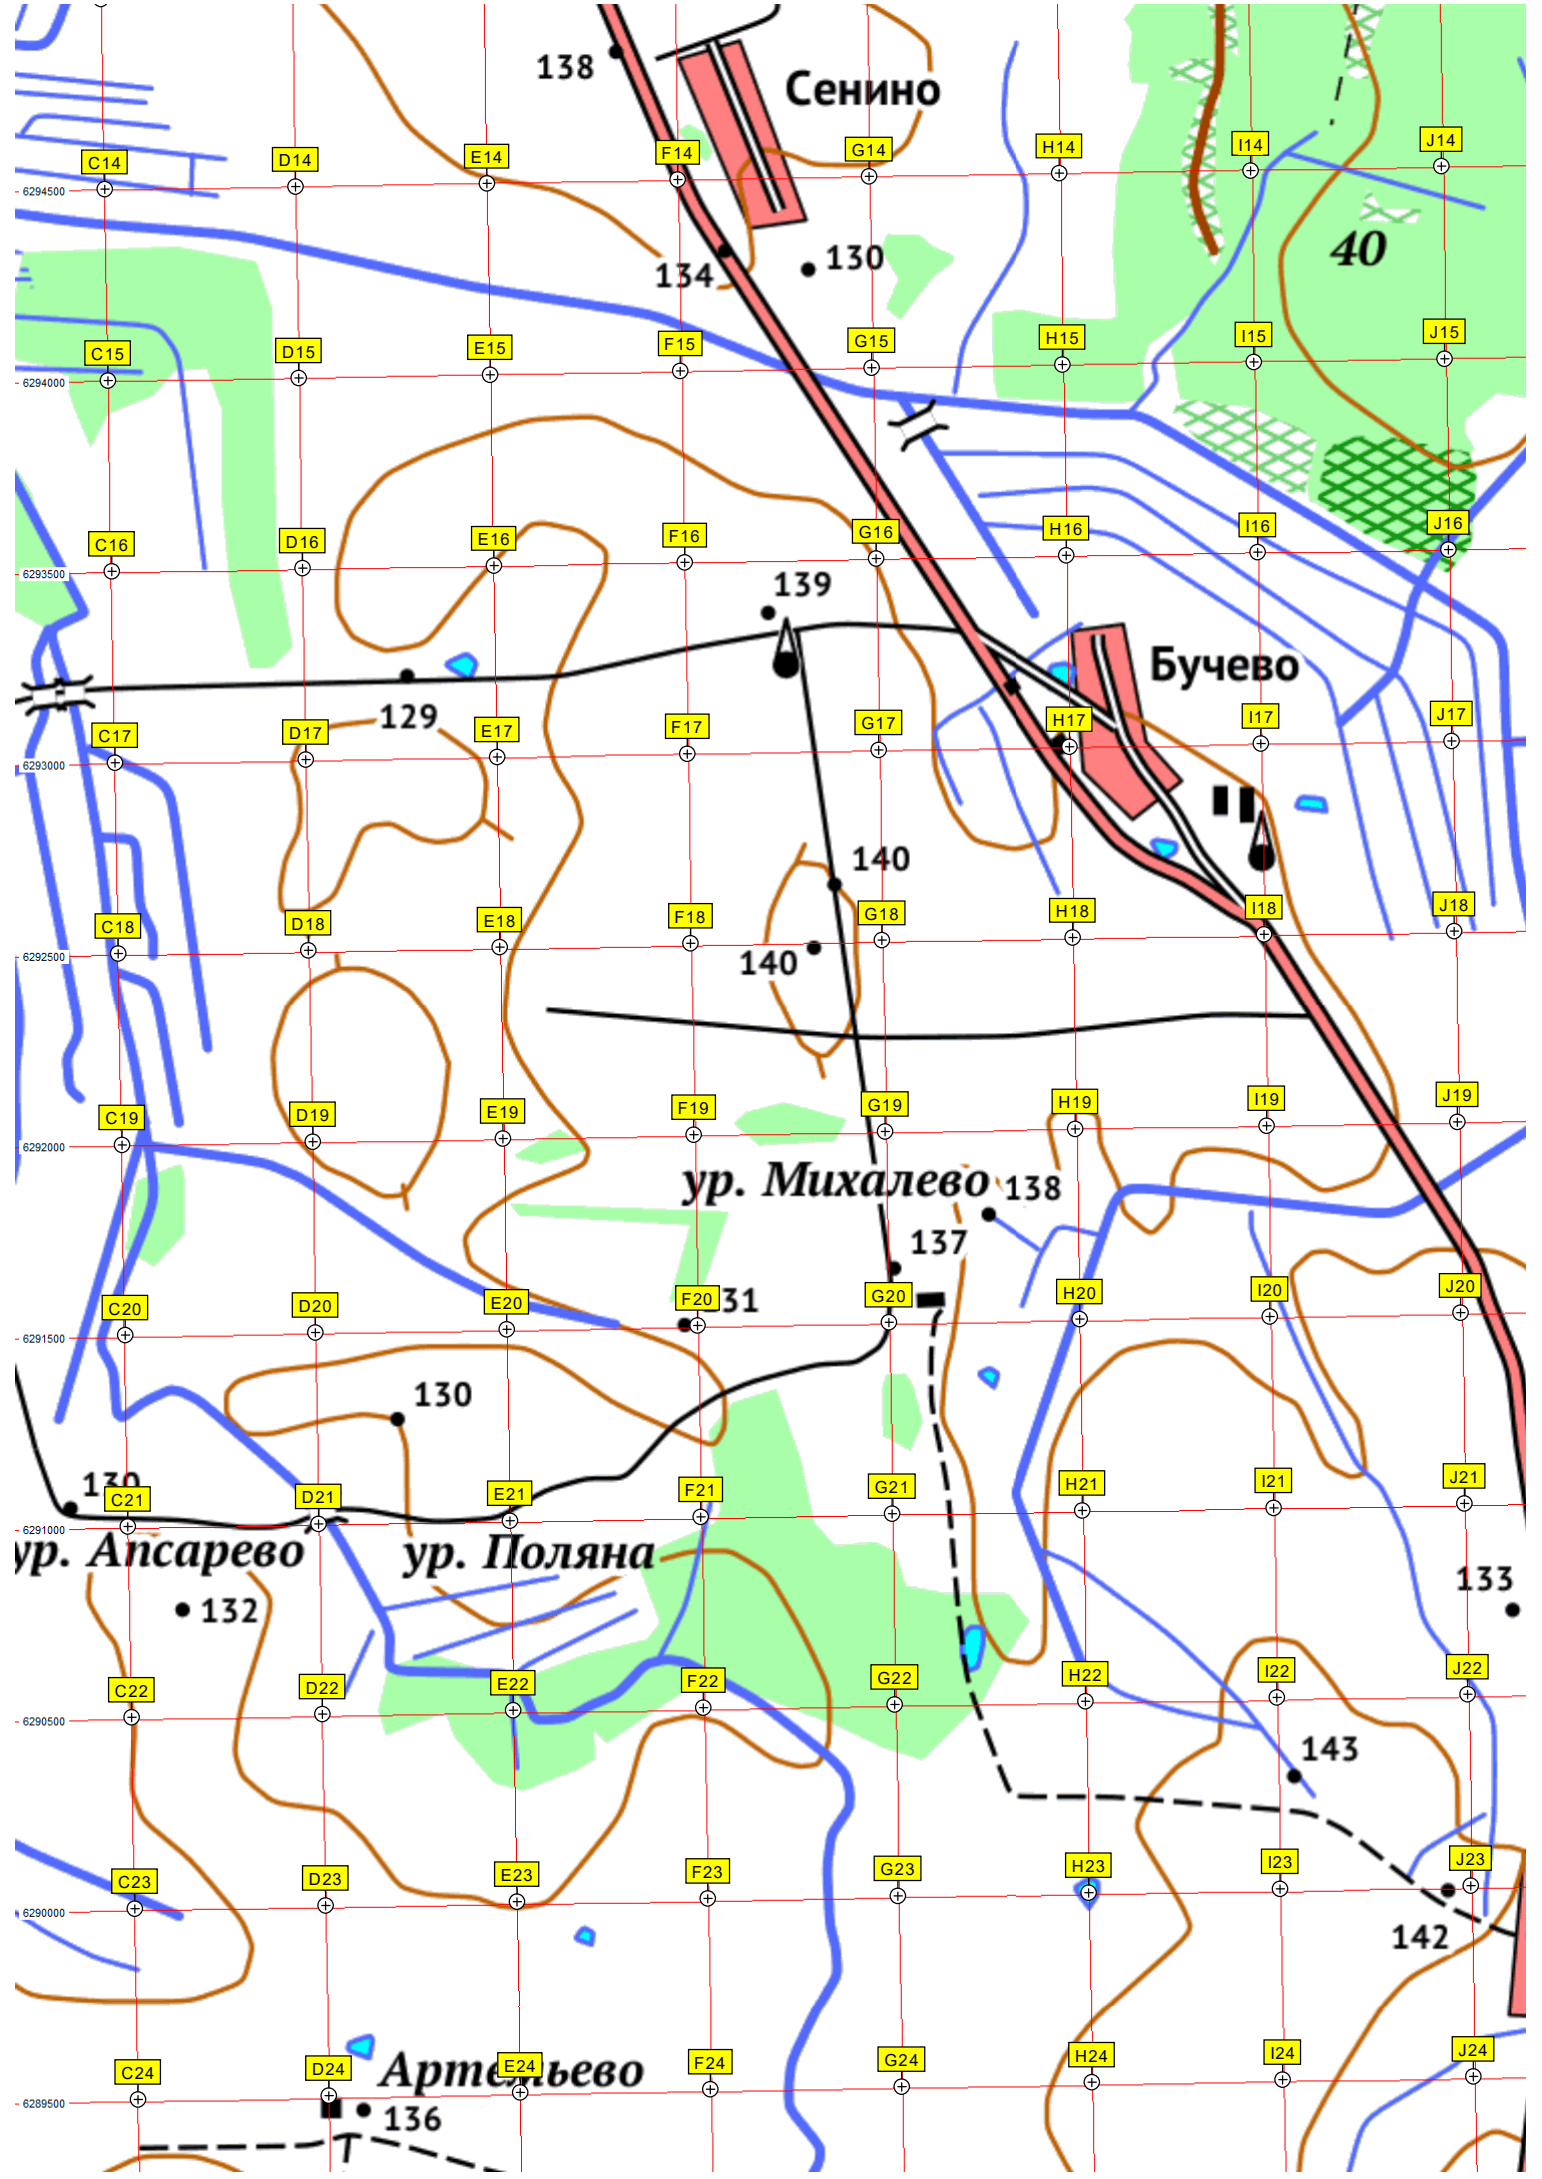 138
Сенино
C14 D14 E14 F14 G14 H14 I14 J14
6294500
40
134 130
C15 D15 E15 F15 G15 H15 I15 J15
6294000
C16 D16 E16 F16 G16 H16 I16 J16
6293500
139
Бучево
129
C17 D17 E17 F17 G17 H17 I17 J17
6293000
140
C18 D18 E18 F18 G18 H18 I18 J18
6292500
140
C19 D19 E19 F19 G19 H19 I19 J19
6292000
ур. Михалево 138
137
C20 D20 E20 F20 31 G20 H20 I20 J20
6291500
130
130
C21 D21 E21 F21 G21 H21 I21 J21
6291000
ур. Апсарево ур. Поляна
132 133
C22 D22 E22 F22 G22 H22 I22 J22
6290500
143
C23 D23 E23 F23 G23 H23 I23 J23
6290000
142
Артемьево
C24 D24 E24 F24 G24 H24 I24 J24
6289500
136